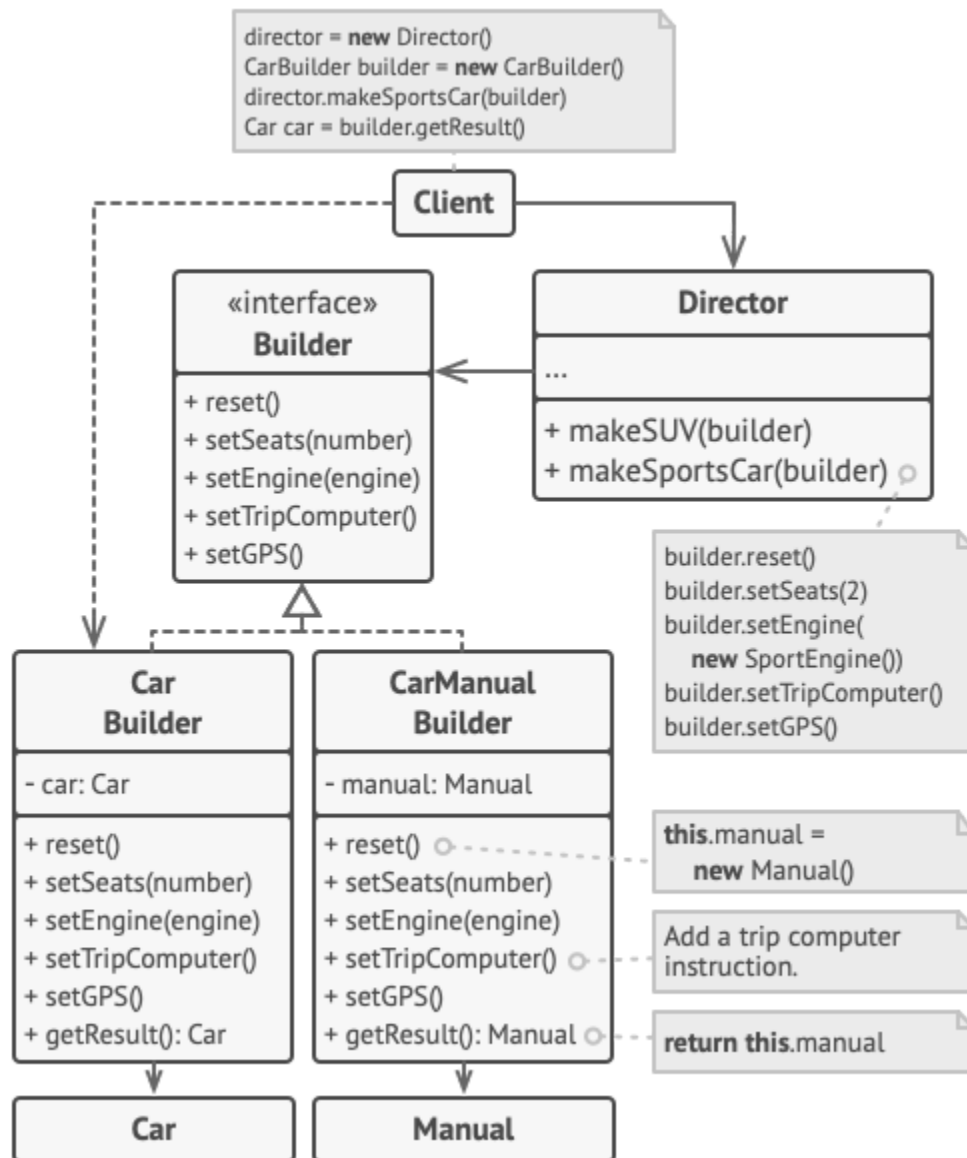 director = new Director()
CarBuilder builder = new CarBuilder()
director.makeSportsCar(builder)
Car car = builder.getResult()
Client
«interface»
Builder
+ reset()
+ setSeats(number)
+ setEngine(engine)
+ setTripComputer()
+ setGPS()
Director
...
+ makeSUV(builder)
+ makeSportsCar(builder)
builder.reset()
builder.setSeats(2)
builder.setEngine(
new SportEngine())
builder.setTripComputer()
builder.setGPS()
Car
Builder
- car: Car
+ reset()
+ setSeats(number)
+ setEngine(engine)
+ setTripComputer()
+ setGPS()
+ getResult(): Car
CarManual
Builder
- manual: Manual
+ reset()
+ setSeats(number)
+ setEngine(engine)
+ setTripComputer()
+ setGPS()
+ getResult(): Manual
this.manual =
new Manual()
Add a trip computer
instruction.
return this.manual
Car
Manual